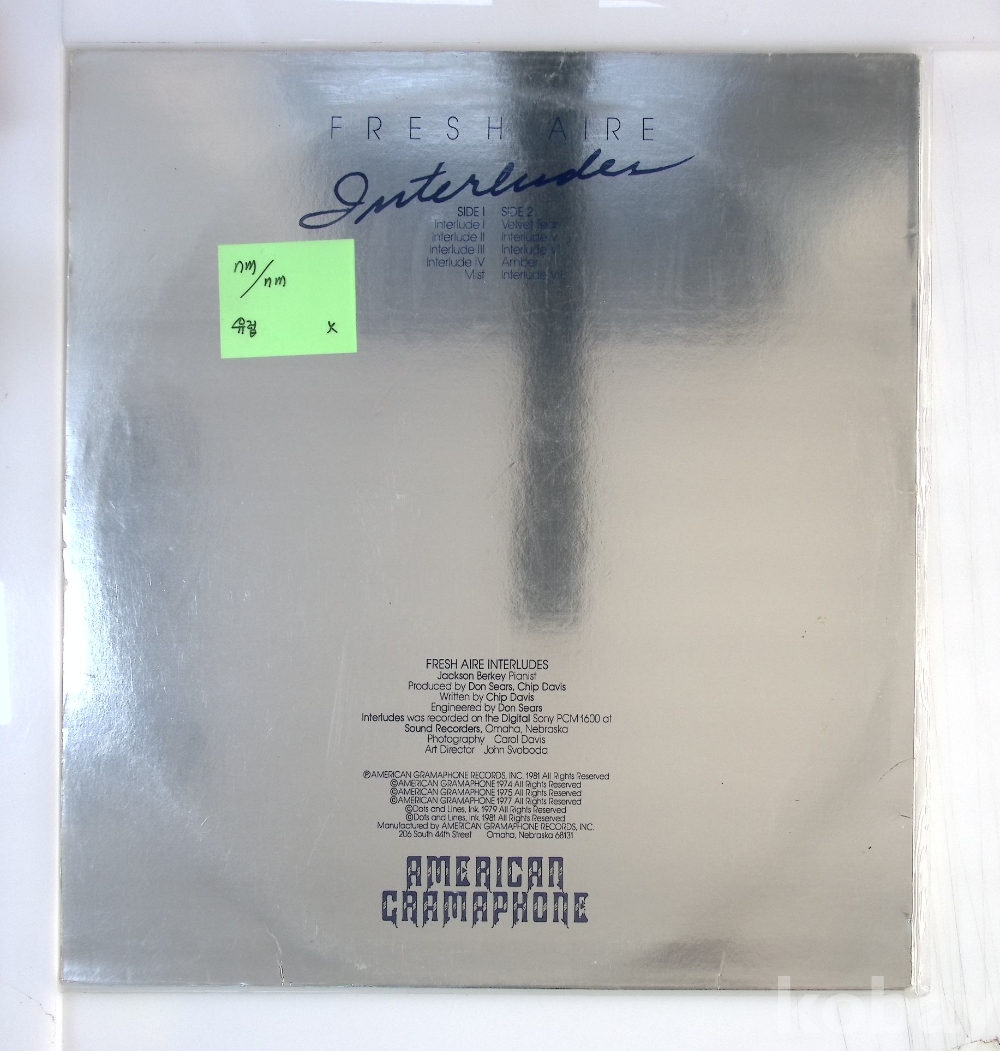 FRESH AIRE
Interludes
SIDE I SIDE 2
Interlude I Velvet Tear
Interlude II Interlude V
Interlude III Interlude
Interlude IV Amber
Mist Interlude
nm/nm
유럽 X
FRESH AIRE INTERLUDES
Jackson Berkey Pianist
Produced by Don Sears, Chip Davis
Written by Chip Davis
Engineered by Don Sears
Interludes was recorded on the Digital Sony PCM 1600 at
Sound Recorders, Omaha, Nebraska
Photography Carol Davis
Art Director John Svoboda
ⓅAMERICAN GRAMAPHONE RECORDS, INC. 1981 All Rights Reserved
©AMERICAN GRAMAPHONE 1974 All Rights Reserved
©AMERICAN GRAMAPHONE 1975 All Rights Reserved
©AMERICAN GRAMAPHONE 1977 All Rights Reserved
©Dots and Lines, Ink. 1979 All Rights Reserved
©Dots and Lines, Ink. 1981 All Rights Reserved
Manufactured by AMERICAN GRAMAPHONE RECORDS, INC.
206 South 44th Street Omaha, Nebraska 68131
AMERICAN
GRAMAPHONE